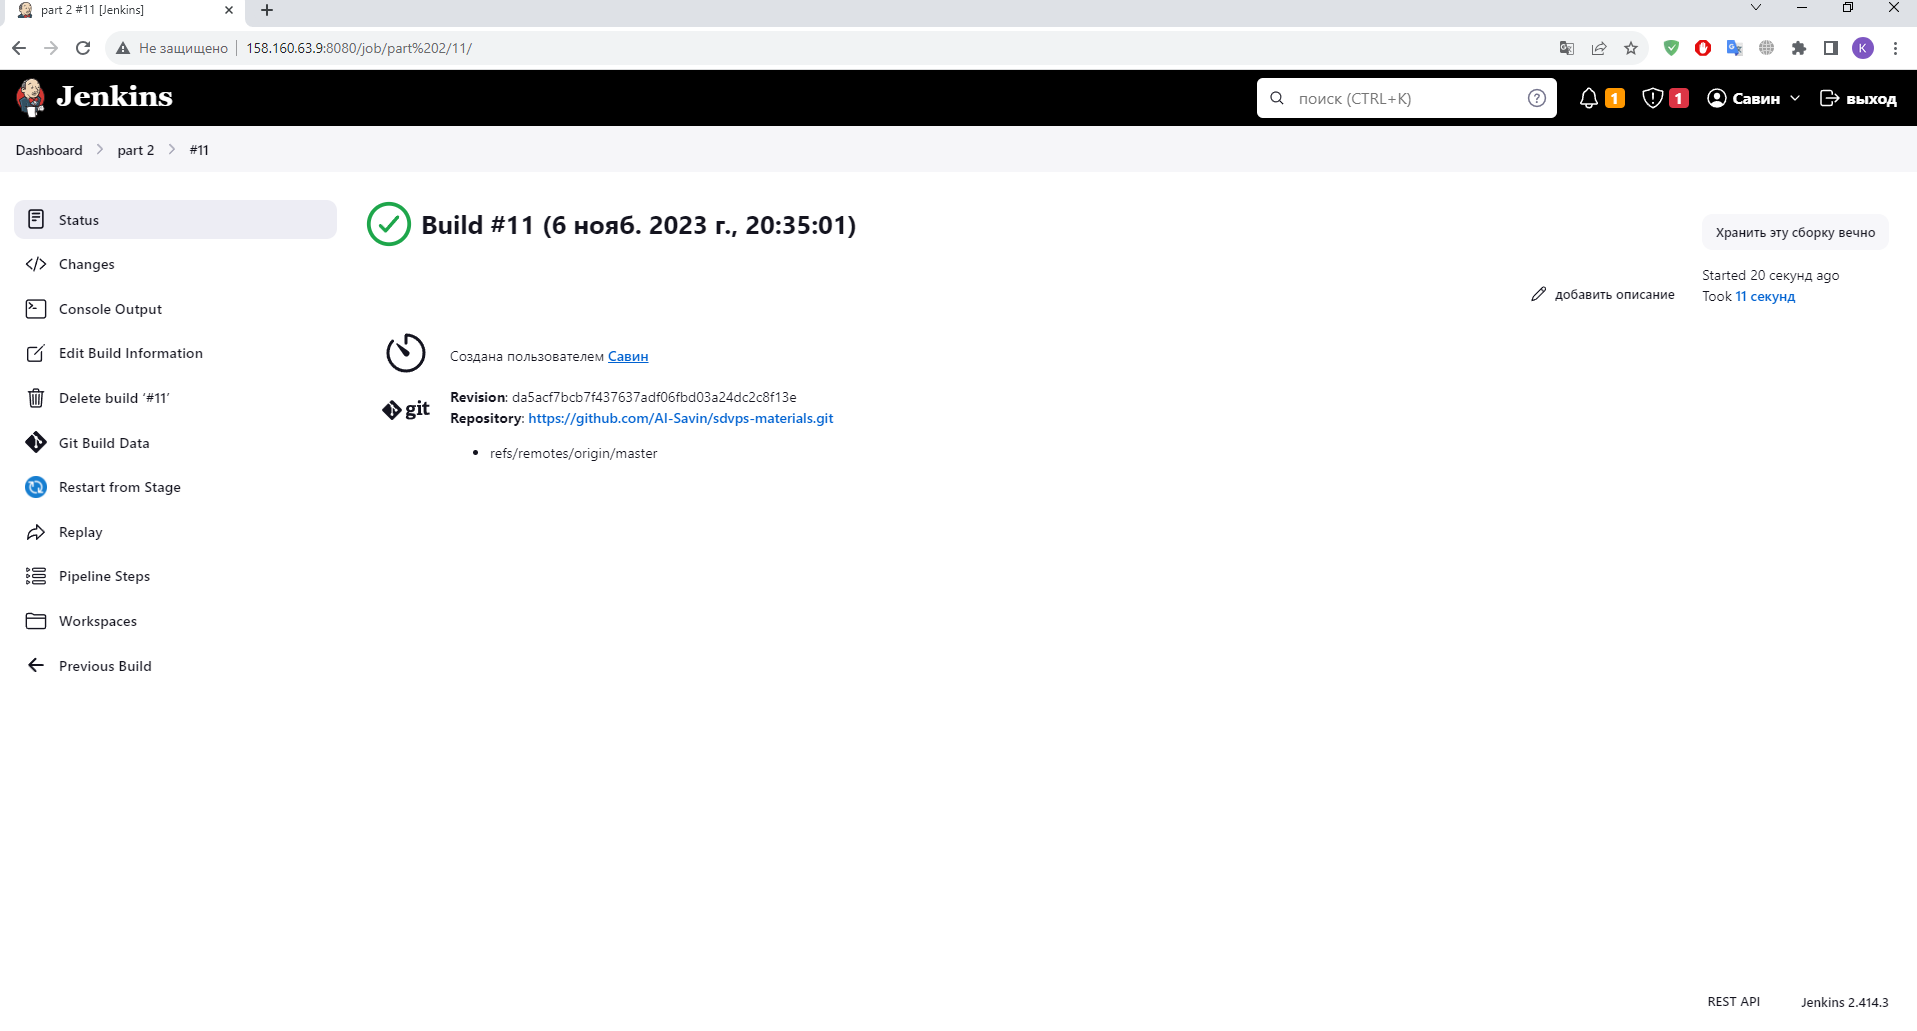 part 2 #11 [Jenkins]
Не защищено 158.160.63.9:8080/job/part%202/11/
K
Jenkins
поиск (CTRL+K)
1
1
Савин
выход
Dashboard
part 2
#11
Status
Changes
Console Output
Edit Build Information
Delete build ‘#11’
Git Build Data
Restart from Stage
Replay
Pipeline Steps
Workspaces
Previous Build
Build #11 (6 нояб. 2023 г., 20:35:01)
Хранить эту сборку вечно
добавить описание
Started 20 секунд ago
Took 11 секунд
Создана пользователем Савин
git
Revision: da5acf7bcb7f437637adf06fbd03a24dc2c8f13e
Repository: https://github.com/Al-Savin/sdvps-materials.git
refs/remotes/origin/master
REST API
Jenkins 2.414.3